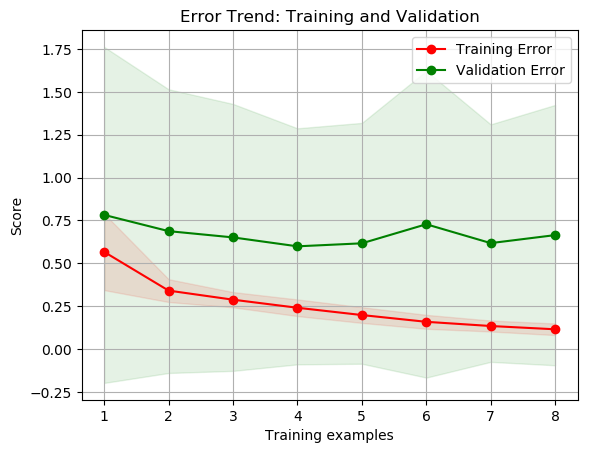 Error Trend: Training and Validation
Training Error
Validation Error
Score
1.75
1.50
1.25
1.00
0.75
0.50
0.25
0.00
−0.25
1 2 3 4 5 6 7 8
Training examples